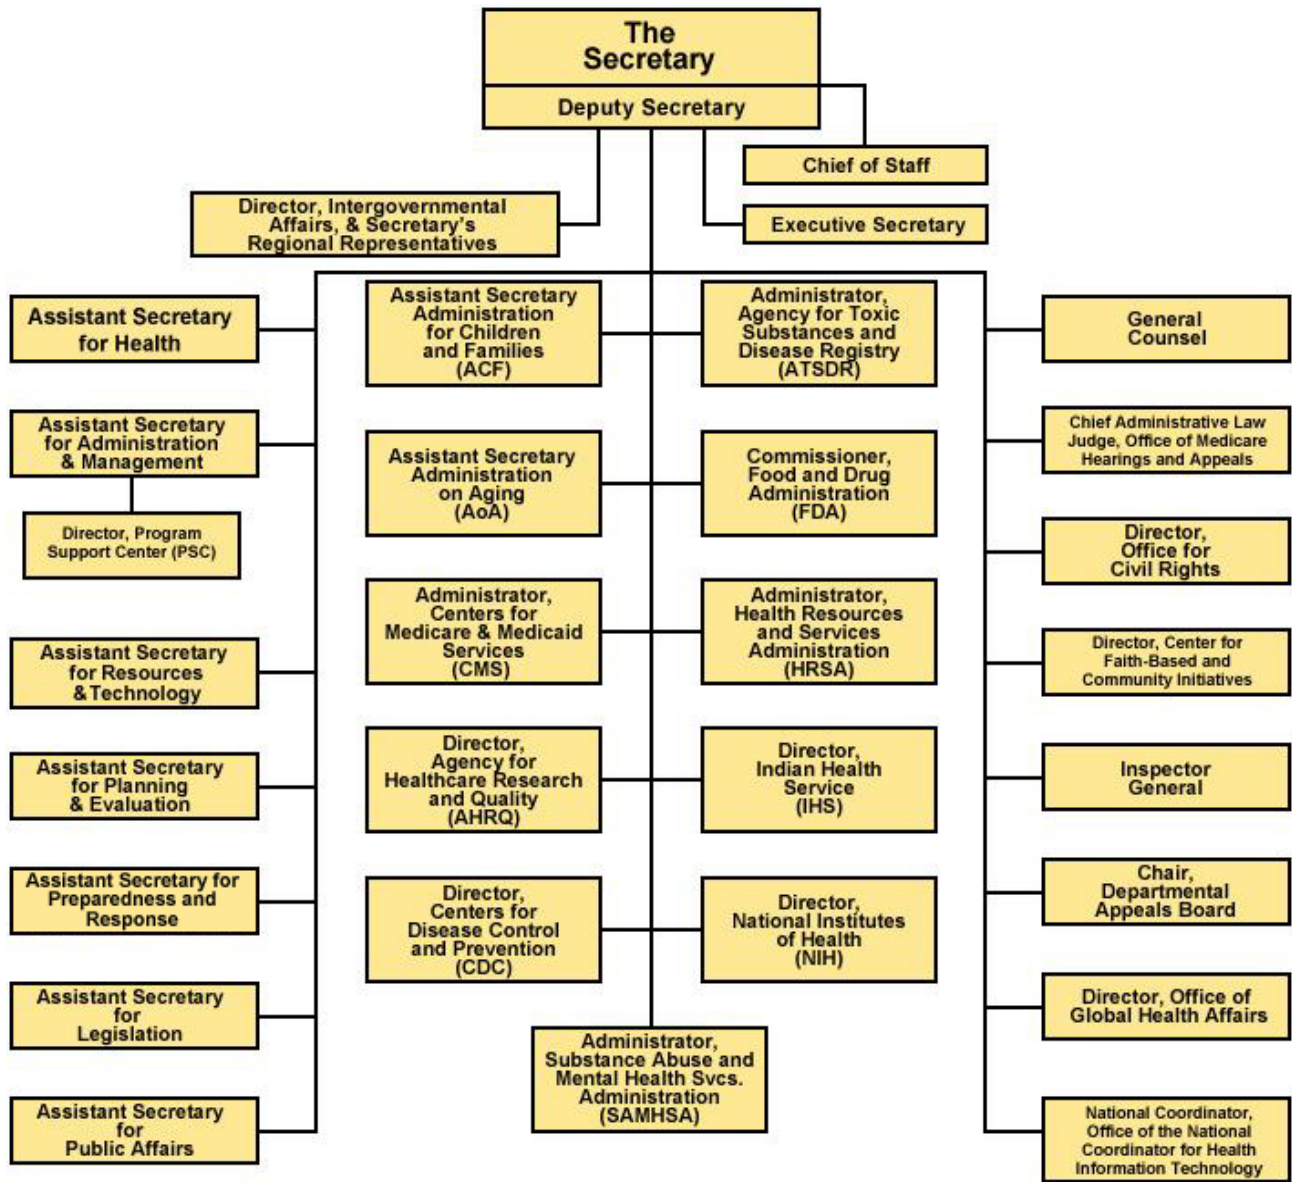 The
Secretary
Deputy Secretary
Chief of Staff
Director, Intergovernmental
Affairs, & Secretary's
Regional Representatives
Executive Secretary
Assistant Secretary
for Health
Assistant Secretary
for Administration
& Management
Director, Program
Support Center (PSC)
Assistant Secretary
for Resources
& Technology
Assistant Secretary
for Planning
& Evaluation
Assistant Secretary for
Preparedness and
Response
Assistant Secretary
for
Legislation
Assistant Secretary
for
Public Affairs
Assistant Secretary
Administration
for Children
and Families
(ACF)
Administrator,
Agency for Toxic
Substances and
Disease Registry
(ATSDR)
Assistant Secretary
Administration
on Aging
(AoA)
Commissioner,
Food and Drug
Administration
(FDA)
Administrator,
Centers for
Medicare & Medicaid
Services
(CMS)
Administrator,
Health Resources
and Services
Administration
(HRSA)
Director,
Agency for
Healthcare Research
and Quality
(AHRQ)
Director,
Indian Health
Service
(IHS)
Director,
Centers for
Disease Control
and Prevention
(CDC)
Director,
National Institutes
of Health
(NIH)
Administrator,
Substance Abuse and
Mental Health Svcs.
Administration
(SAMHSA)
General
Counsel
Chief Administrative Law
Judge, Office of Medicare
Hearings and Appeals
Director,
Office for
Civil Rights
Director, Center for
Faith-Based and
Community Initiatives
Inspector
General
Chair,
Departmental
Appeals Board
Director, Office of
Global Health Affairs
National Coordinator,
Office of the National
Coordinator for Health
Information Technology